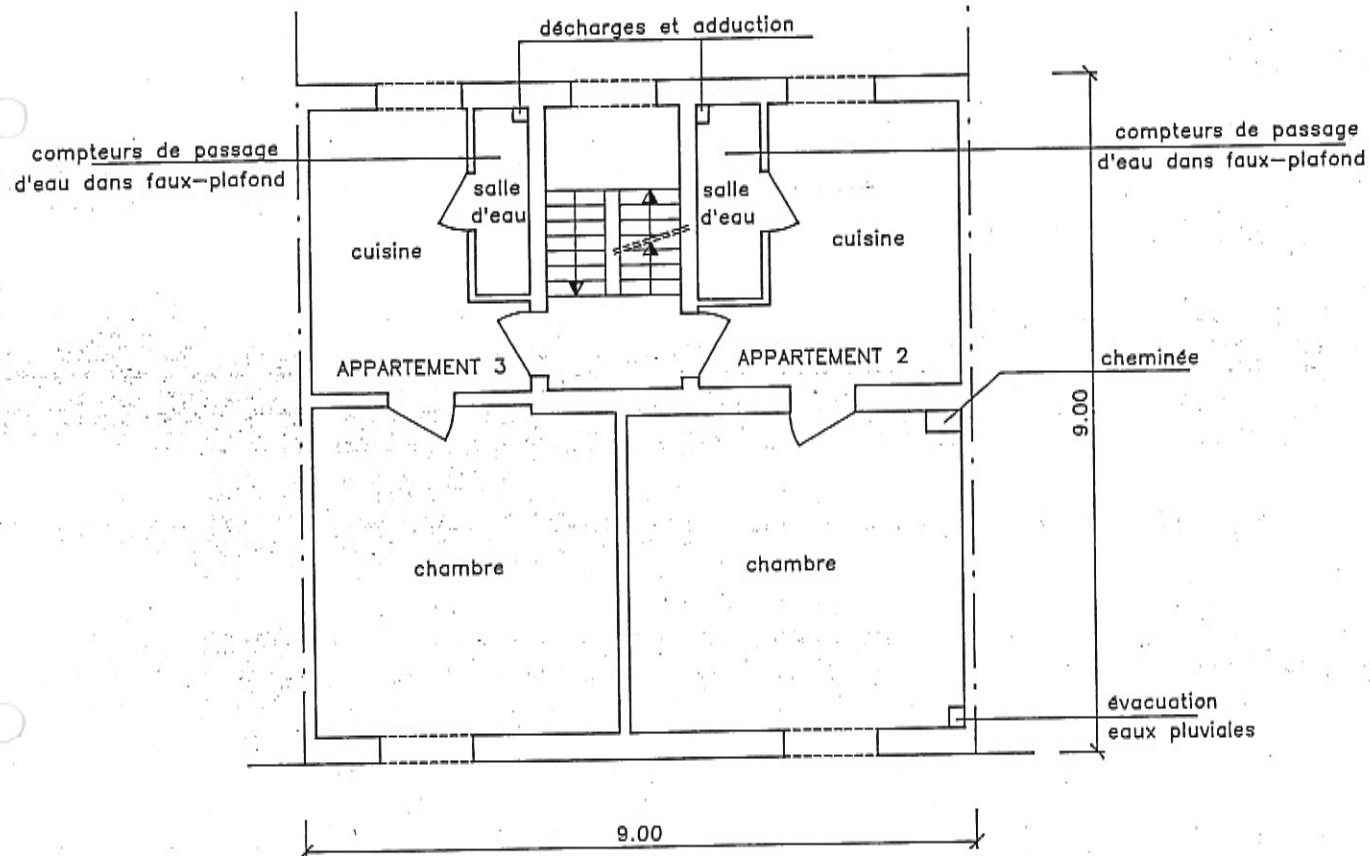 décharges et adduction
compteurs de passage
d'eau dans faux-plafond
compteurs de passage
d'eau dans faux-plafond
salle
d'eau
salle
d'eau
cuisine
cuisine
APPARTEMENT 3
APPARTEMENT 2
cheminée
9.00
chambre
chambre
évacuation
eaux pluviales
9.00